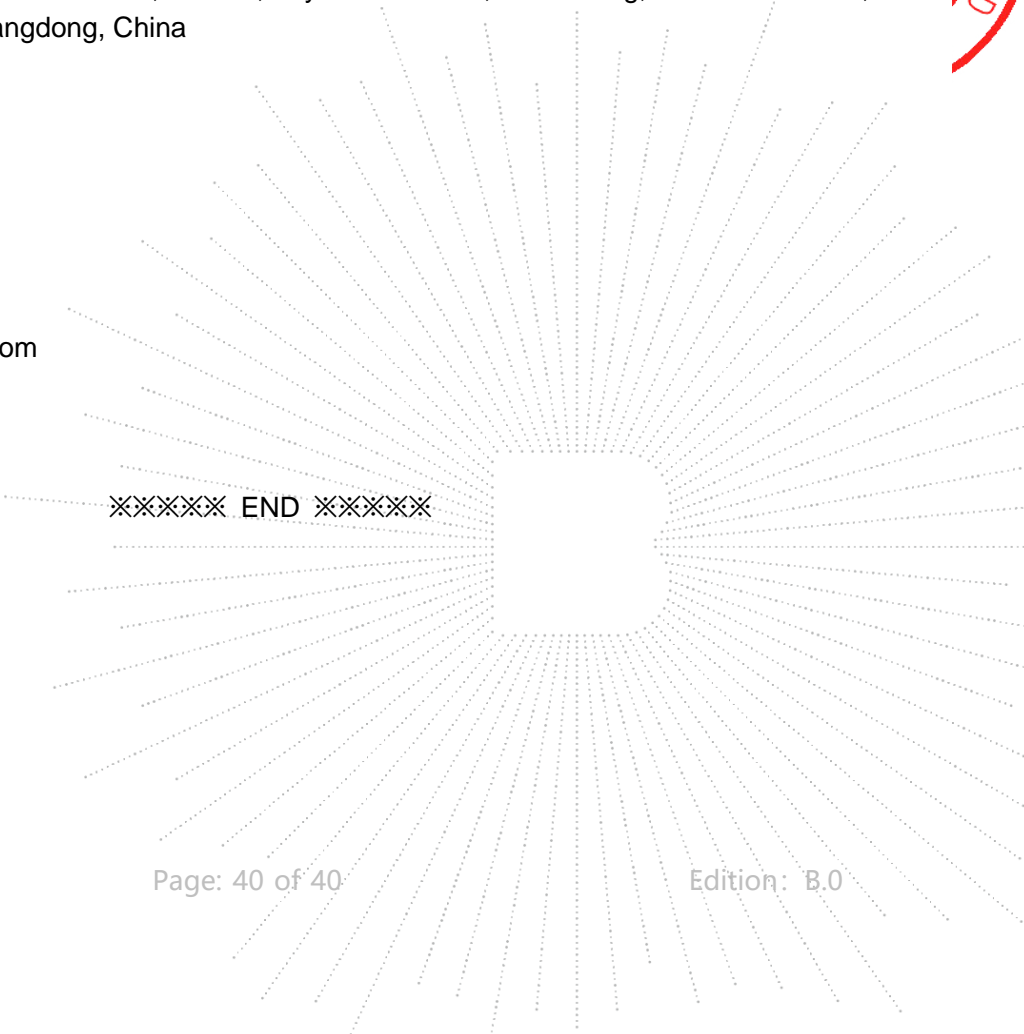 angdong, China
om
※※※※※ END ※※※※※
Page: 40 of 40 Edition: B.0